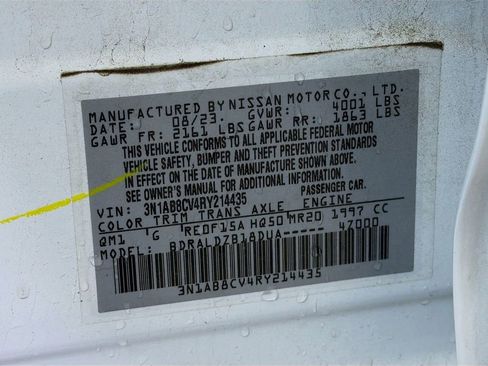 MANUFACTURED BY NISSAN MOTOR CO., LTD.
DATE: 08/23. GVWR: 4001 LBS
GAWR FR: 2161 LBS GAWR RR: 1863 LBS
THIS VEHICLE CONFORMS TO ALL APPLICABLE FEDERAL MOTOR
VEHICLE SAFETY, BUMPER AND THEFT PREVENTION STANDARDS
IN EFFECT ON THE DATE OF MANUFACTURE SHOWN ABOVE.
SEE OWNER'S MANUAL FOR ADDITIONAL INFORMATION.
VIN: 3N1AB8CV4RY214435 PASSENGER CAR.
COLOR TRIM TRANS AXLE ENGINE
QM1 G RE0F15A HQ50 MR20 1997 CC
MODEL: BDRALDZB18DUA----- 47000
3N1AB8CV4RY214435